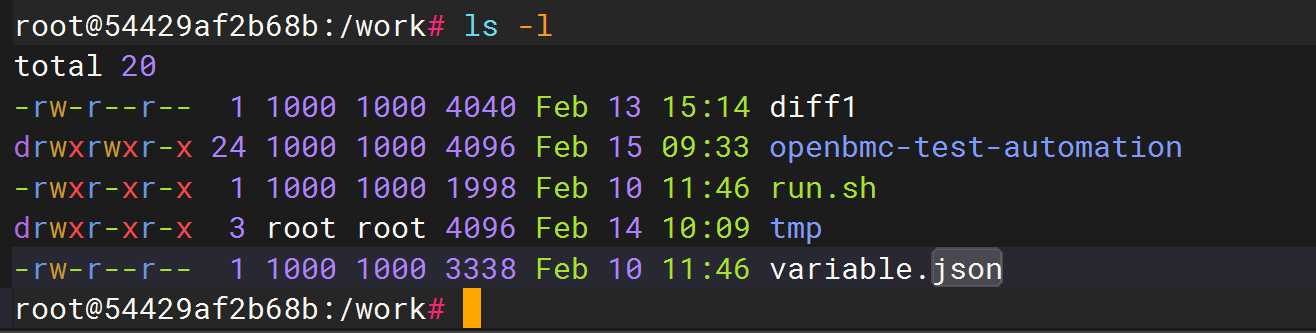 root@54429af2b68b:/work# ls -l
total 20
-rw-r--r--  1 1000 1000 4040 Feb 13 15:14 diff1
drwxrwxr-x 24 1000 1000 4096 Feb 15 09:33 openbmc-test-automation
-rwxr-xr-x  1 1000 1000 1998 Feb 10 11:46 run.sh
drwxr-xr-x  3 root root 4096 Feb 14 10:09 tmp
-rw-r--r--  1 1000 1000 3338 Feb 10 11:46 variable.json
root@54429af2b68b:/work#